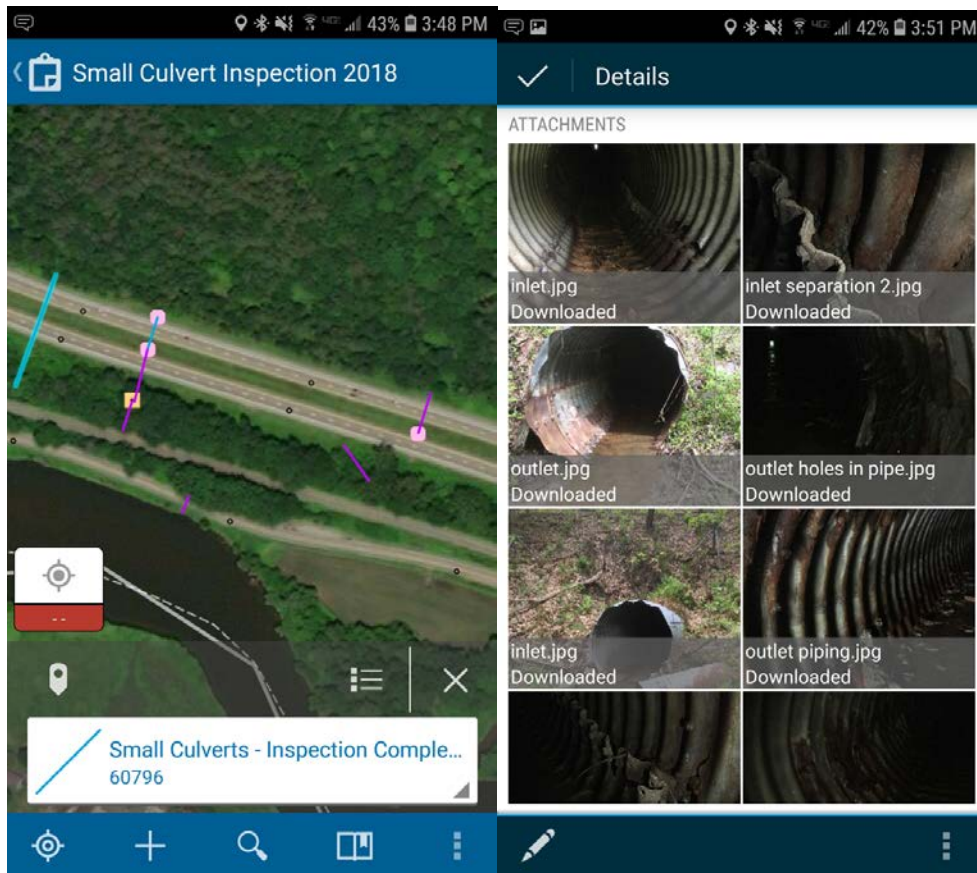 43% 3:48 PM
Small Culvert Inspection 2018
--
Small Culverts - Inspection Comple...
60796
42% 3:51 PM
Details
ATTACHMENTS
inlet.jpg
Downloaded
inlet separation 2.jpg
Downloaded
outlet.jpg
Downloaded
outlet holes in pipe.jpg
Downloaded
inlet.jpg
Downloaded
outlet piping.jpg
Downloaded